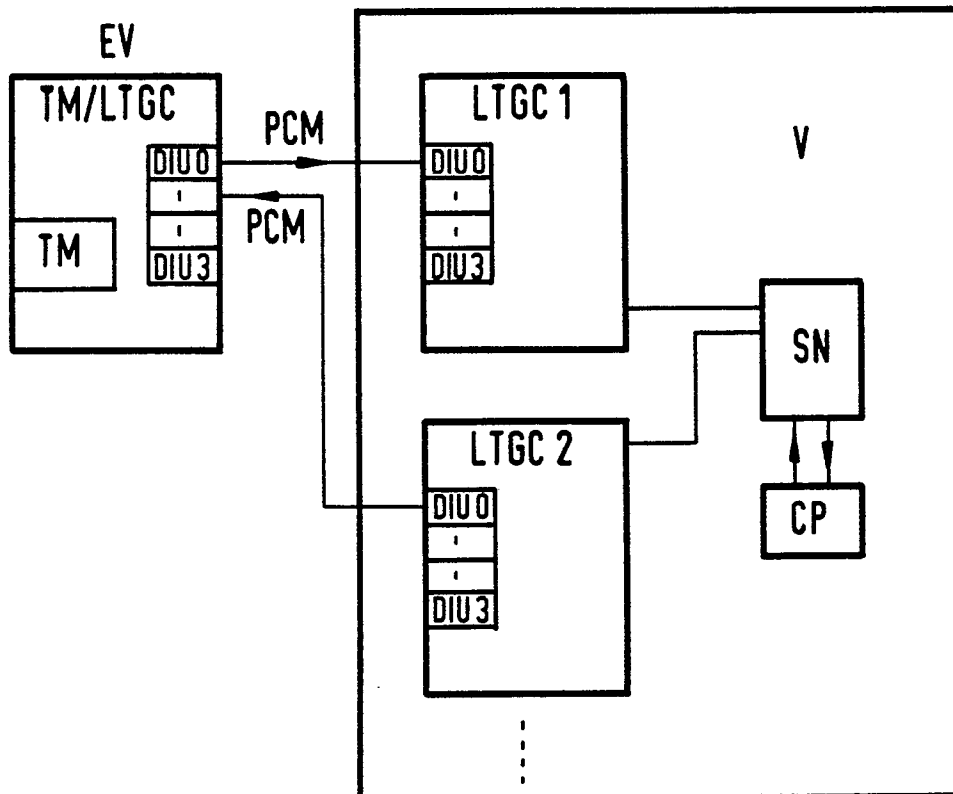 EV
TM/LTGC
DIU 0
DIU 3
TM
PCM
PCM
LTGC 1
DIU 0
DIU 3
V
SN
CP
LTGC 2
DIU 0
DIU 3